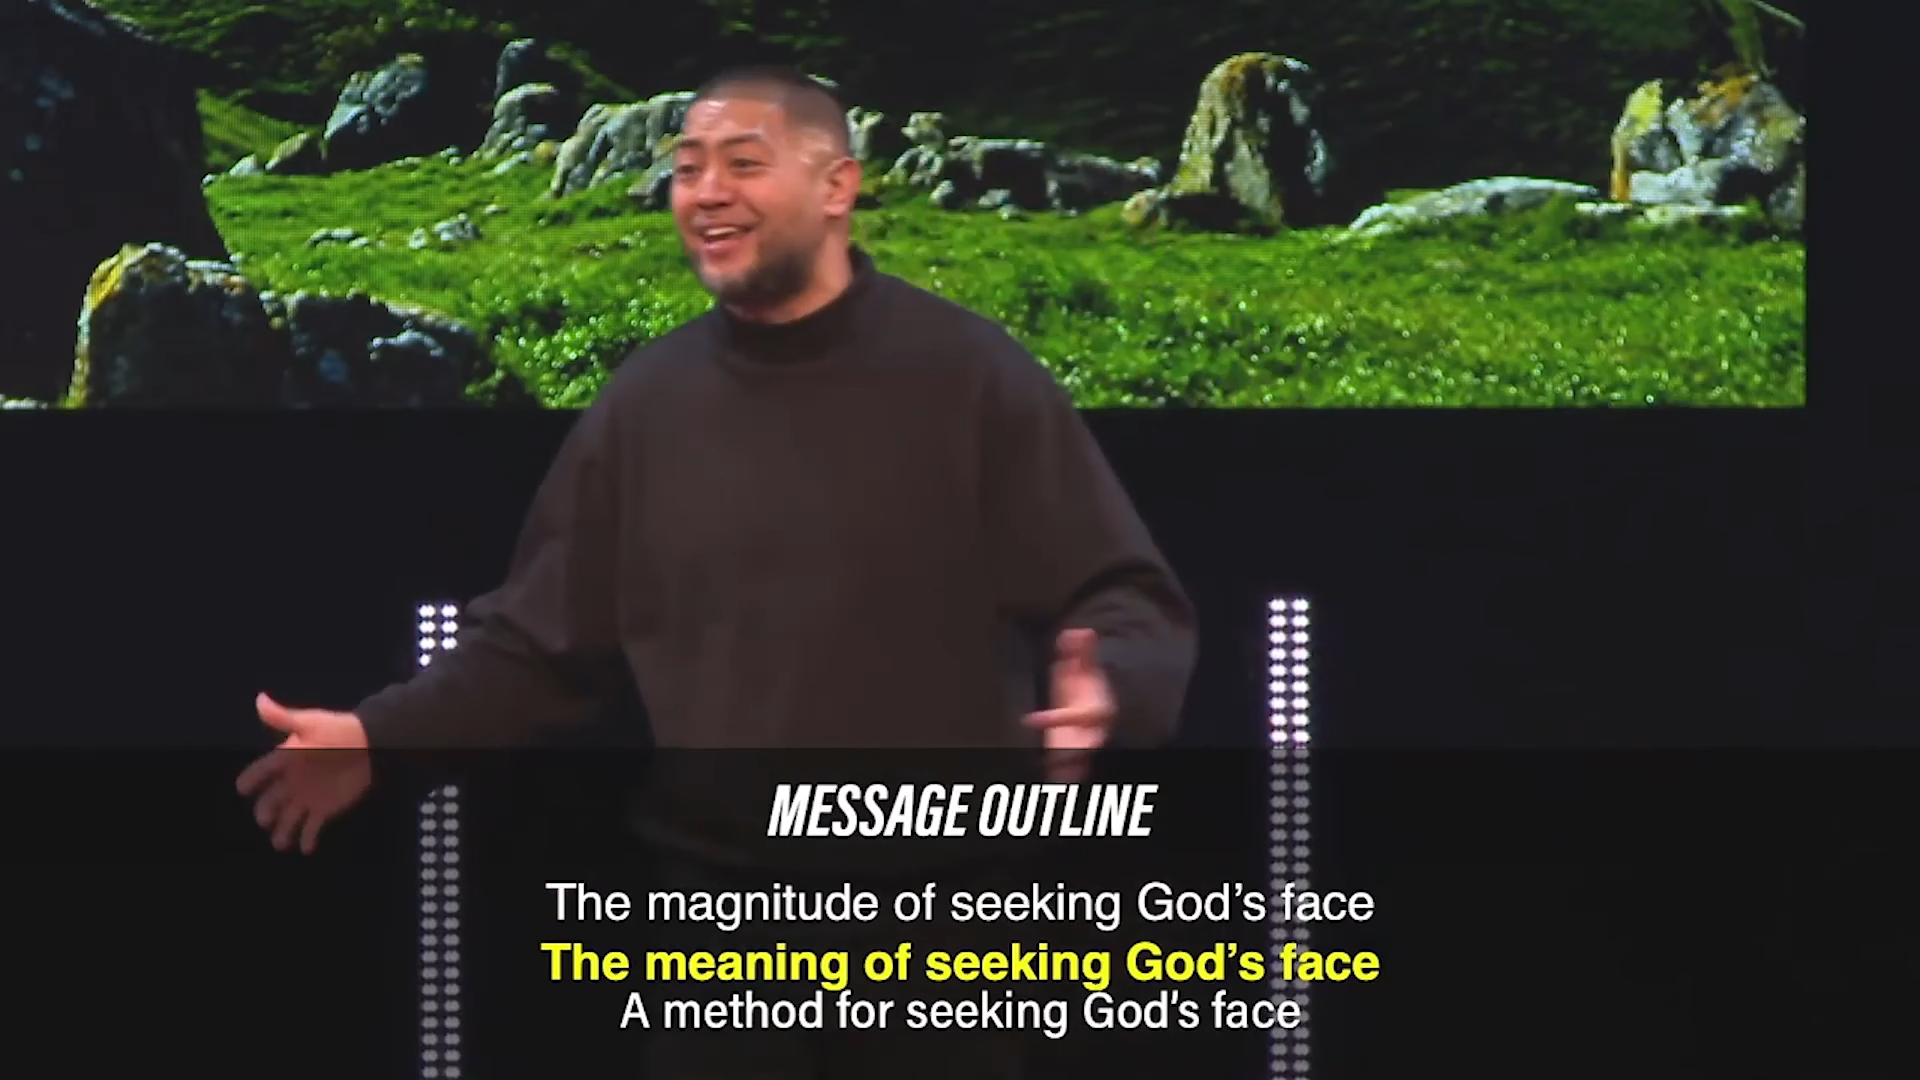 MESSAGE OUTLINE
The magnitude of seeking God’s face
The meaning of seeking God’s face
A method for seeking God’s face